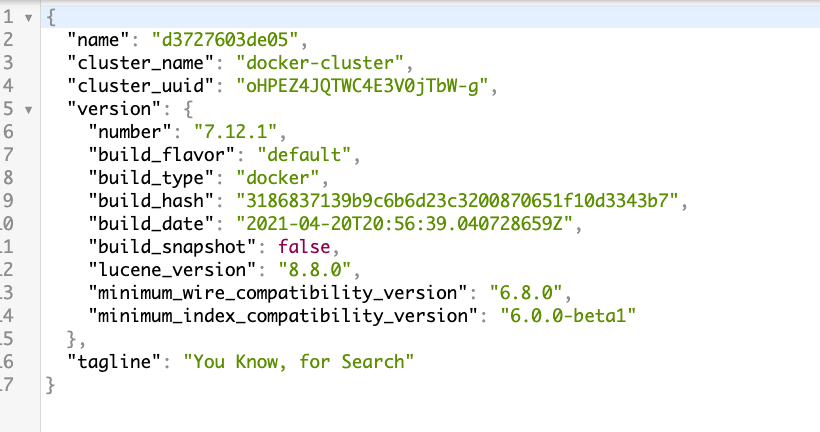 1 {
2 "name": "d3727603de05",
3 "cluster_name": "docker-cluster",
4 "cluster_uuid": "oHPEZ4JQTWC4E3V0jTbW-g",
5 "version": {
6 "number": "7.12.1",
7 "build_flavor": "default",
8 "build_type": "docker",
9 "build_hash": "3186837139b9c6b6d23c3200870651f10d3343b7",
10 "build_date": "2021-04-20T20:56:39.040728659Z",
11 "build_snapshot": false,
12 "lucene_version": "8.8.0",
13 "minimum_wire_compatibility_version": "6.8.0",
14 "minimum_index_compatibility_version": "6.0.0-beta1"
15 },
16 "tagline": "You Know, for Search"
17 }